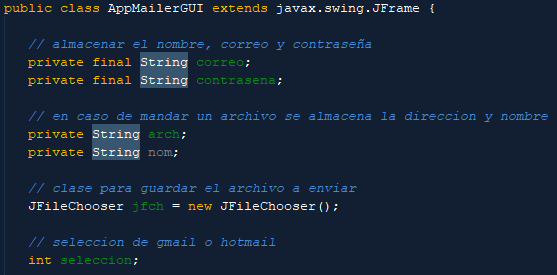 public class AppMailerGUI extends javax.swing.JFrame {
// almacenar el nombre, correo y contraseña
private final String correo;
private final String contrasena;
// en caso de mandar un archivo se almacena la direccion y nombre
private String arch;
private String nom;
// clase para guardar el archivo a enviar
JFileChooser jfch = new JFileChooser();
// seleccion de gmail o hotmail
int seleccion;